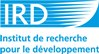 IRD
Institut de recherche
pour le développement